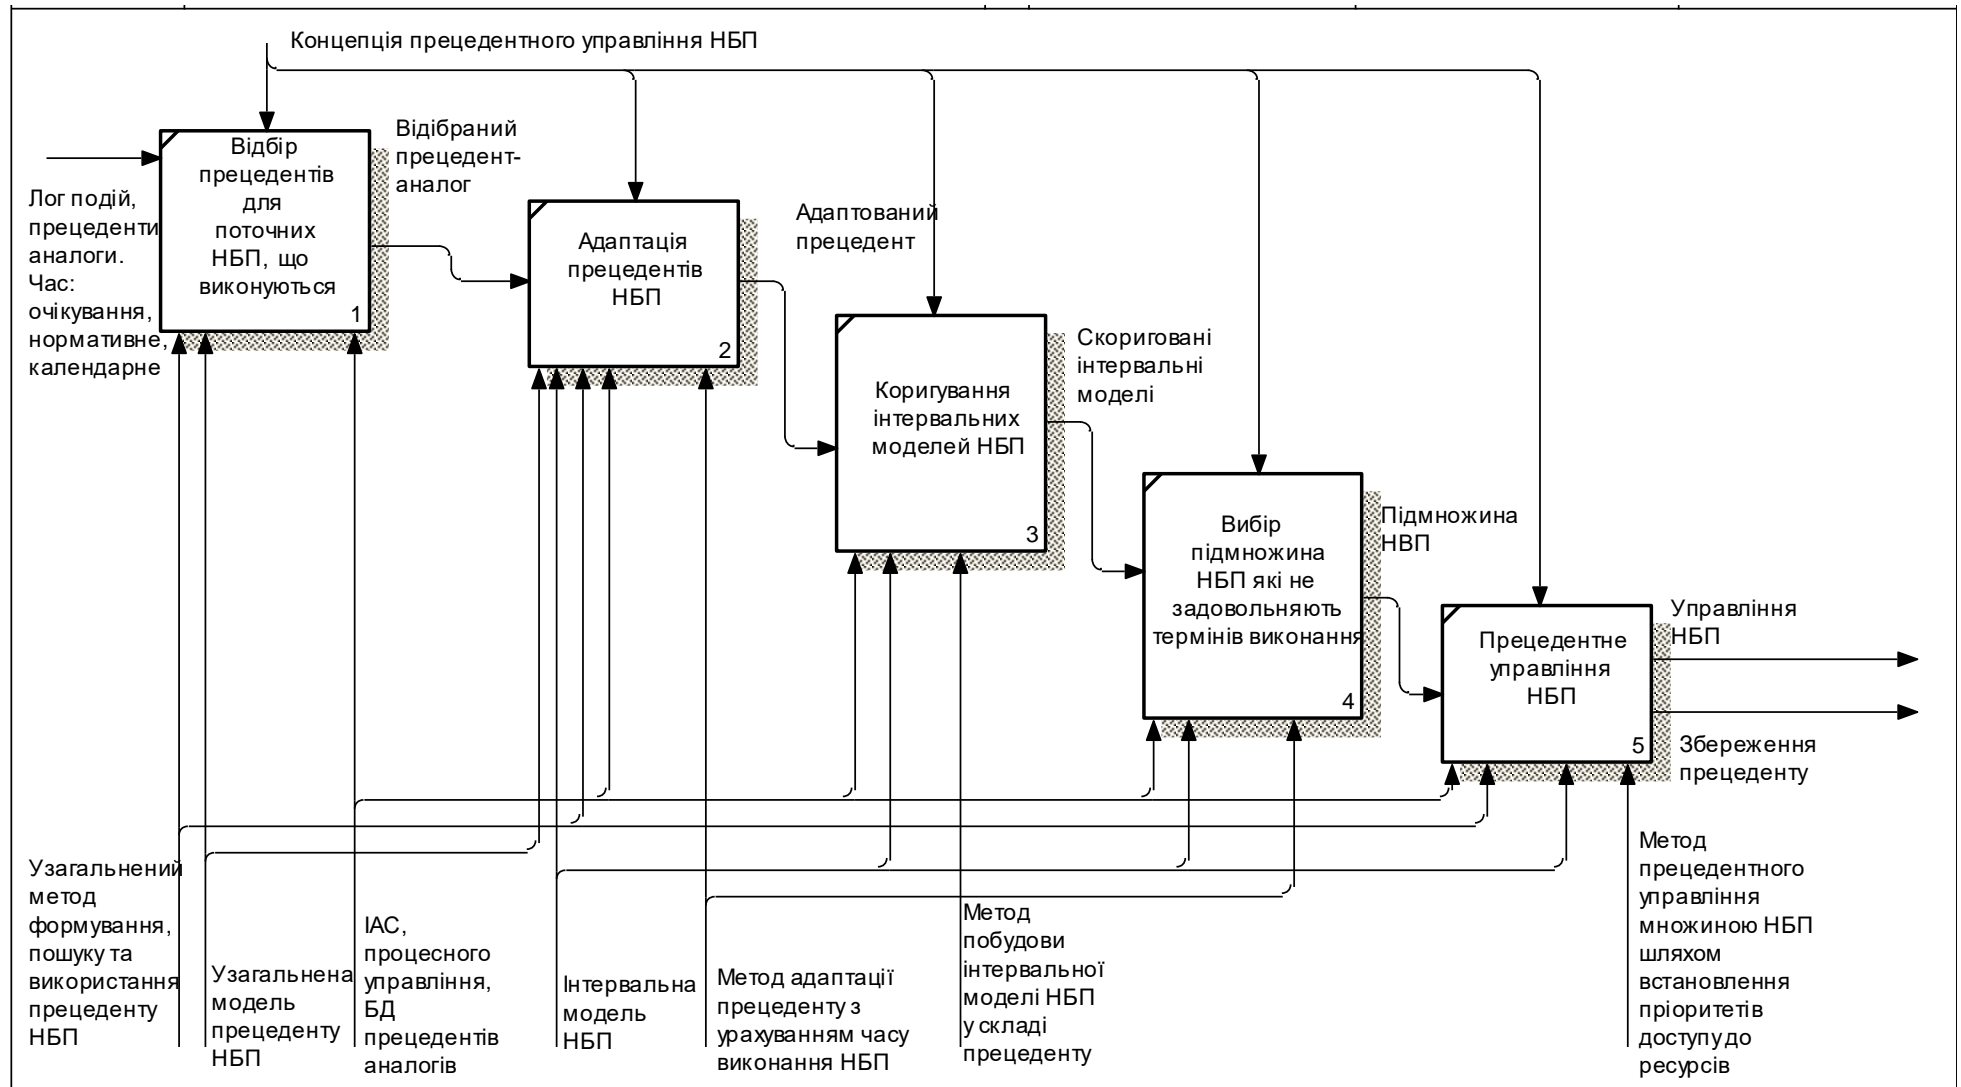 Концепція прецедентного управління НБП
Відбір
прецедентів
для
поточних
НБП, що
виконуються
1
Відібраний
прецедент-
аналог
Лог подій,
прецеденти
аналоги.
Час:
очікування,
нормативне,
календарне
Адаптація
прецедентів
НБП
2
Адаптований
прецедент
Коригування
інтервальних
моделей НБП
3
Скориговані
інтервальні
моделі
Вибір
підмножина
НБП які не
задовольняють
термінів виконання
4
Підмножина
НВП
Прецедентне
управління
НБП
5
Управління
НБП
Збереження
прецеденту
Узагальнений
метод
формування,
пошуку та
використання
прецеденту
НБП
Узагальнена
модель
прецеденту
НБП
ІАС,
процесного
управління,
БД
прецедентів
аналогів
Інтервальна
модель
НБП
Метод адаптації
прецеденту з
урахуванням часу
виконання НБП
Метод
побудови
інтервальної
моделі НБП
у складі
прецеденту
Метод
прецедентного
управління
множиною НБП
шляхом
встановлення
пріоритетів
доступу до
ресурсів